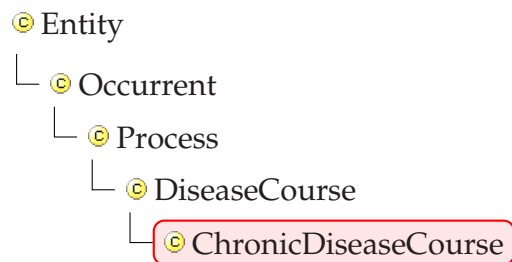 Entity
Occurrent
Process
DiseaseCourse
ChronicDiseaseCourse